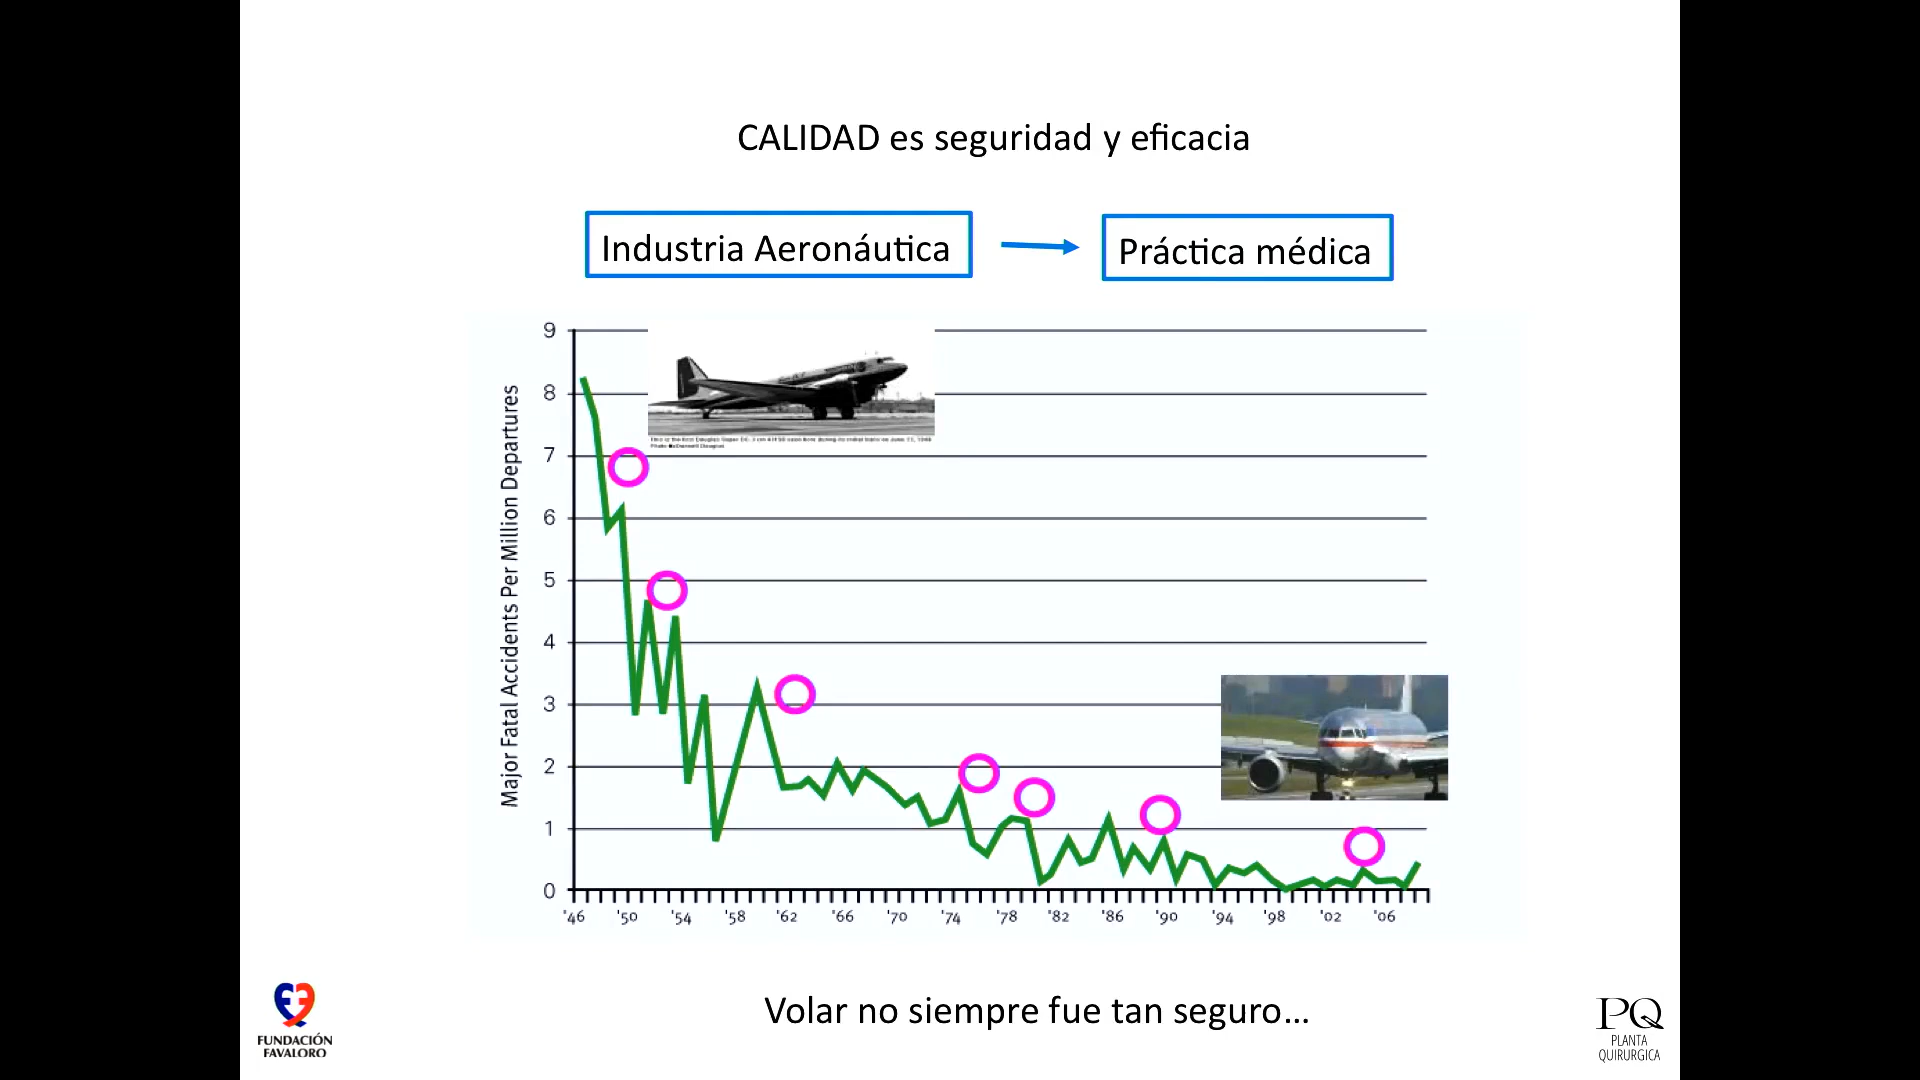 CALIDAD es seguridad y eficacia
Industria Aeronáutica
Práctica médica
Major Fatal Accidents Per Million Departures
9
8
7
6
5
4
3
2
1
0
'46 '50 '54 '58 '62 '66 '70 '74 '78 '82 '86 '90 '94 '98 '02 '06
Volar no siempre fue tan seguro...
FUNDACIÓN
FAVALORO
PQ
PLANTA
QUIRURGICA